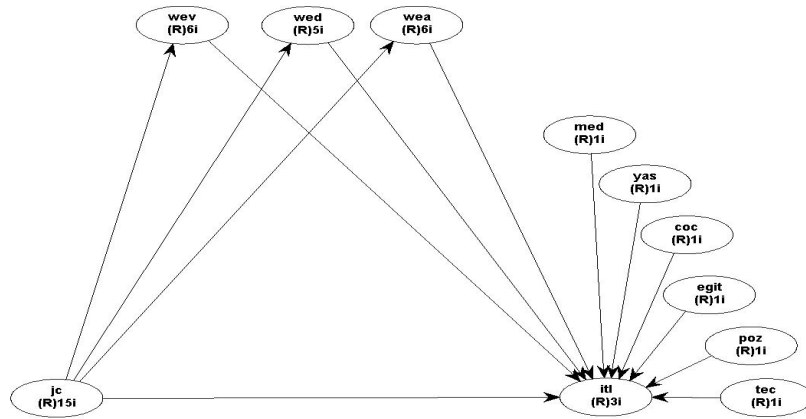 wev
(R)6i
wed
(R)5i
wea
(R)6i
med
(R)1i
yas
(R)1i
coc
(R)1i
egit
(R)1i
poz
(R)1i
jc
(R)15i
itl
(R)3i
tec
(R)1i